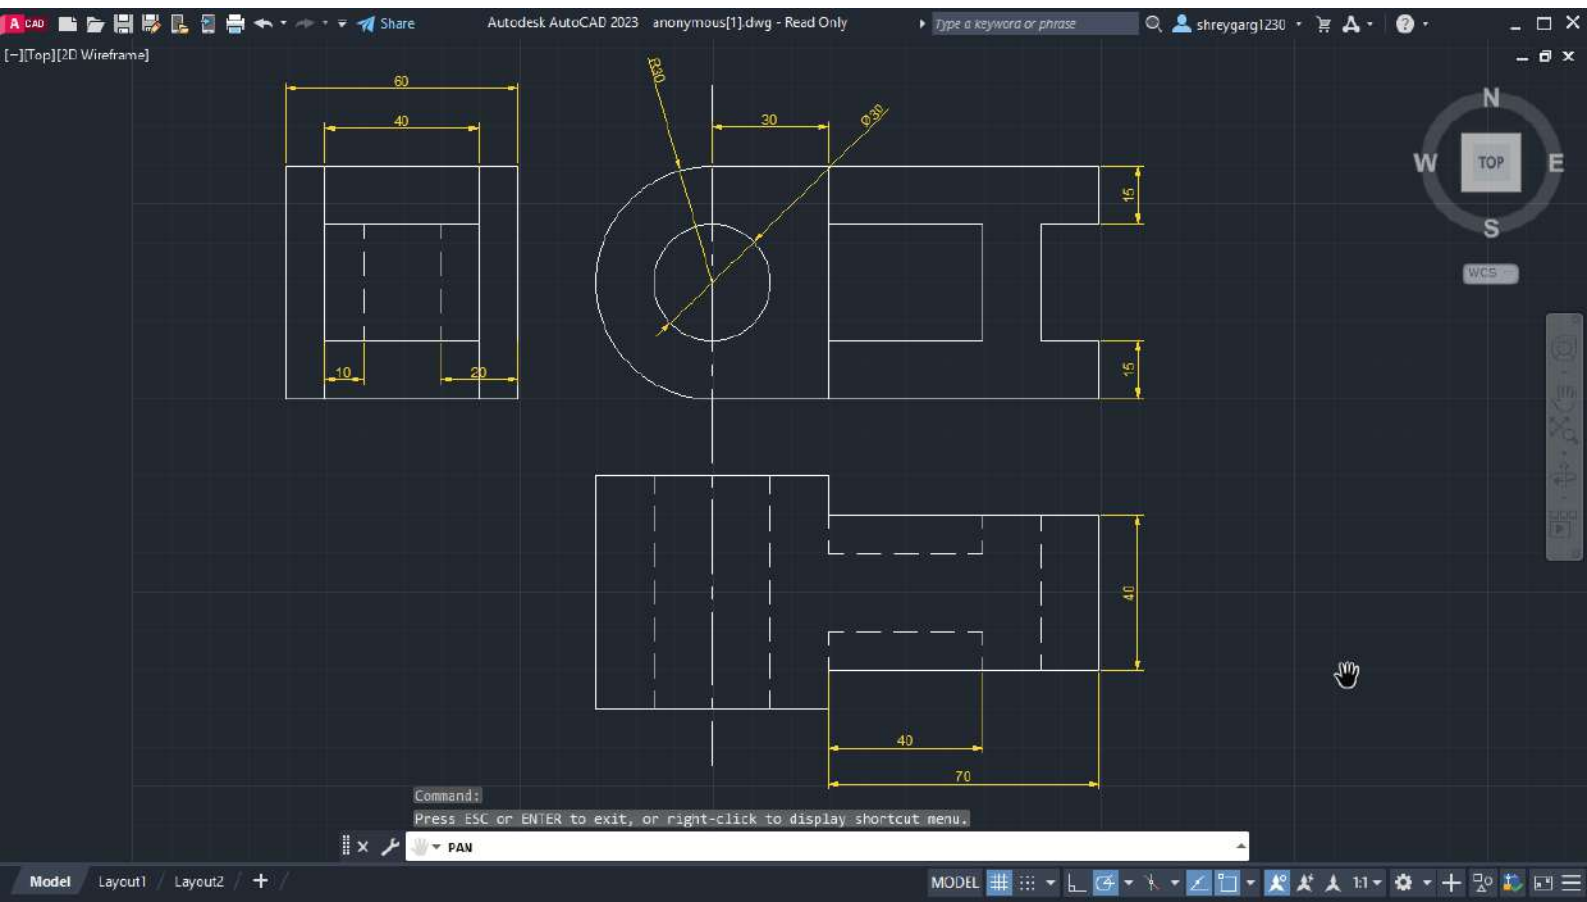 A CAD Share Autodesk AutoCAD 2023 anonymous[1].dwg - Read Only Type a keyword or phrase shreygarg1230
[−][Top][2D Wireframe]
60
40
R30
30
Ø30
15
N
W TOP E
S
WCS
10
20
15
40
40
70
Command:
Press ESC or ENTER to exit, or right-click to display shortcut menu.
PAN
Model Layout1 Layout2 + MODEL 1:1